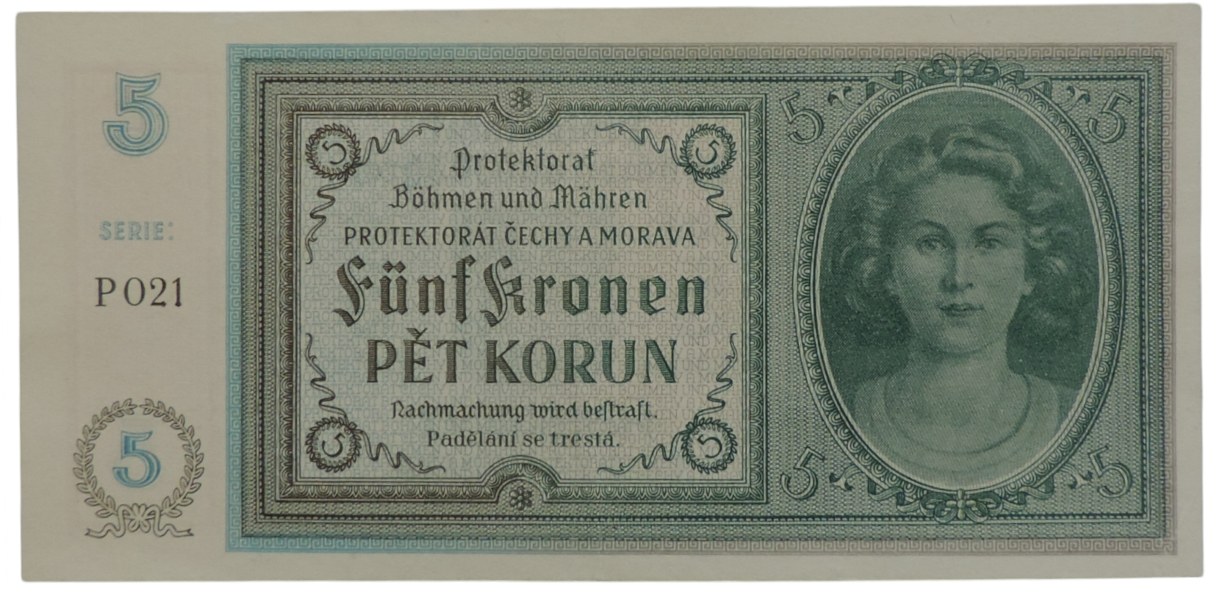 5
SERIE:
P021
5
5
5
Protektorat
Böhmen und Mähren
PROTEKTORÁT ČECHY A MORAVA
Fünf Kronen
PĚT KORUN
Nachmachung wird bestraft.
Padělání se trestá.
5
5
5
5
5
5